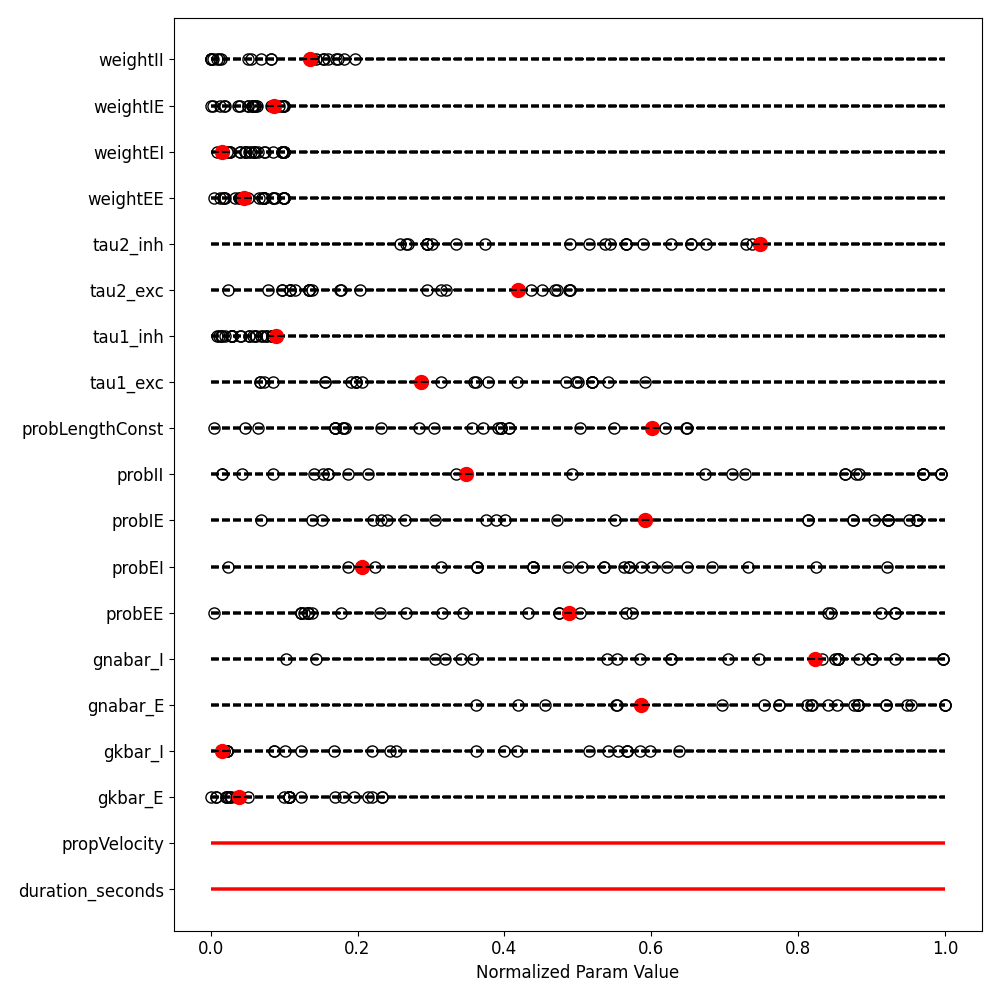 weightII
weightIE
weightEI
weightEE
tau2_inh
tau2_exc
tau1_inh
tau1_exc
probLengthConst
probII
probIE
probEI
probEE
gnabar_I
gnabar_E
gkbar_I
gkbar_E
propVelocity
duration_seconds
0.0 0.2 0.4 0.6 0.8 1.0
Normalized Param Value